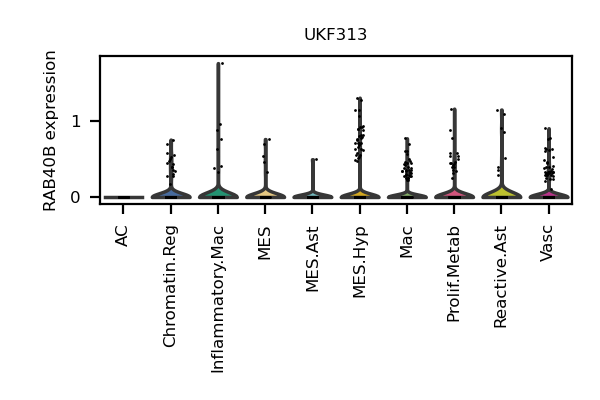 UKF313
RAB40B expression
1
0
AC
Chromatin.Reg
Inflammatory.Mac
MES
MES.Ast
MES.Hyp
Mac
Prolif.Metab
Reactive.Ast
Vasc